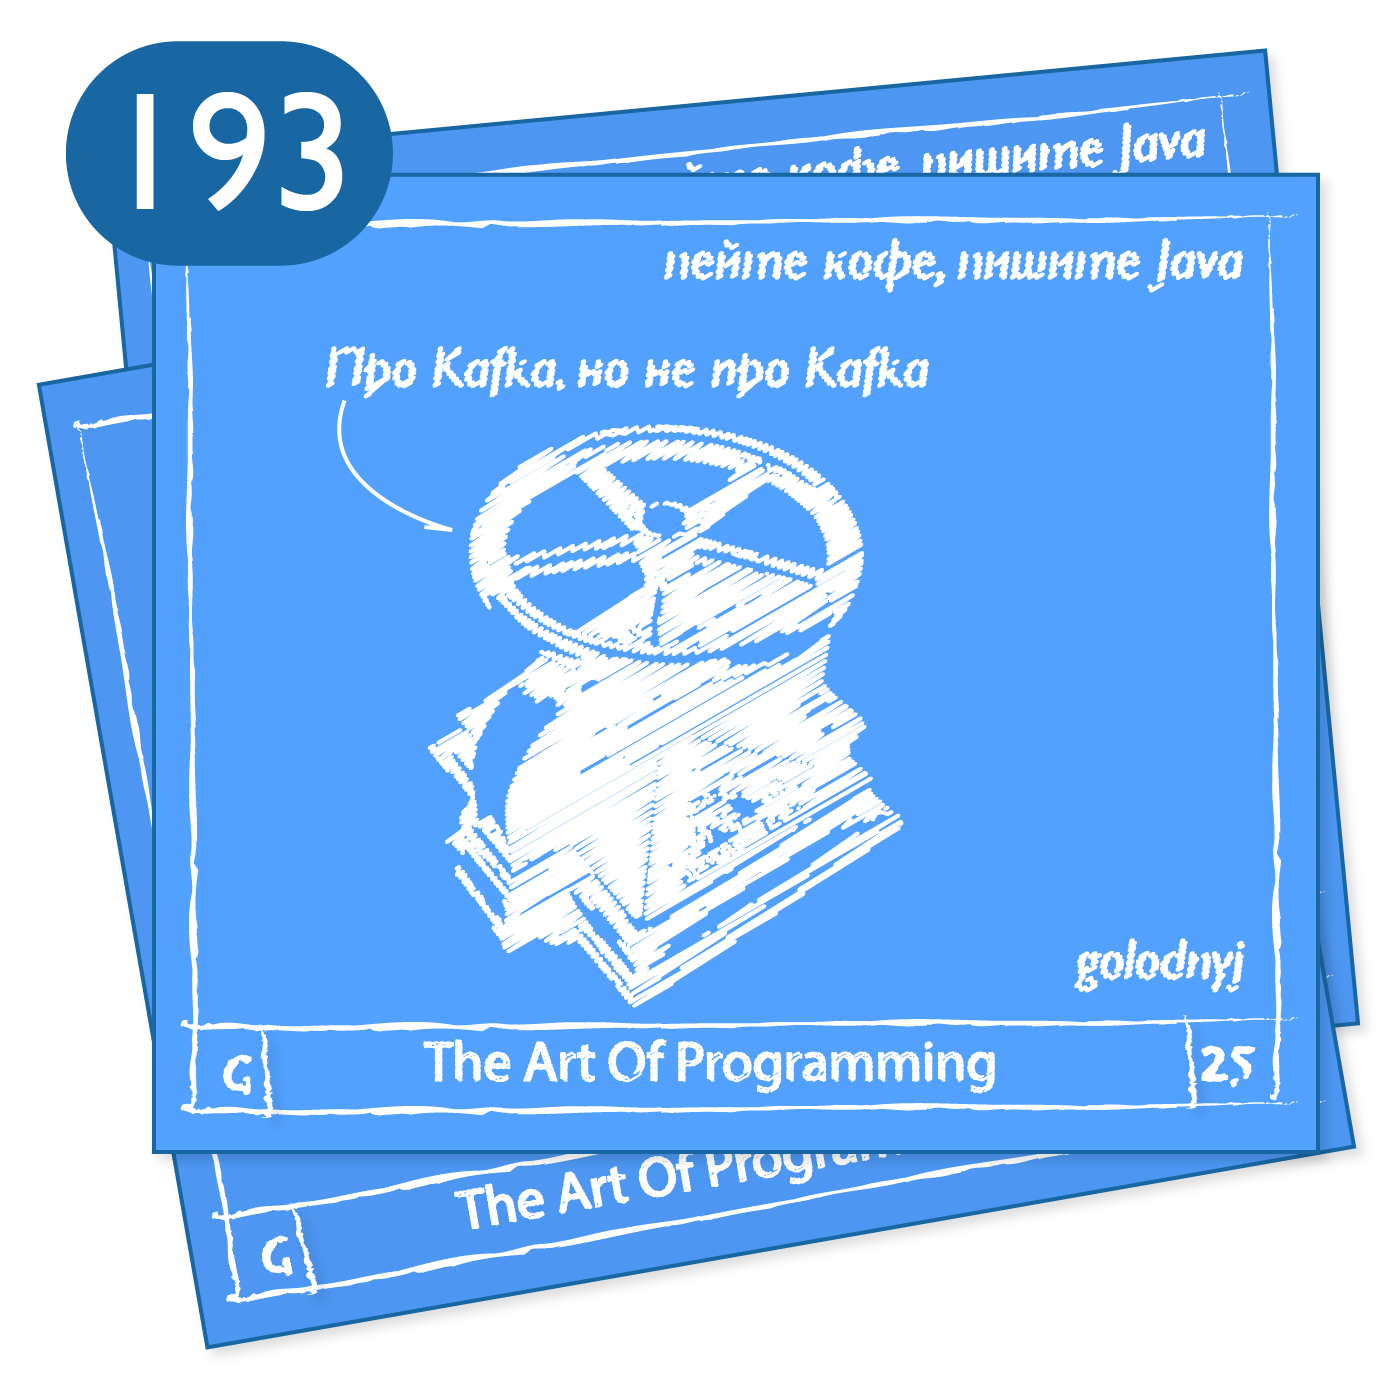 193
кофе, пишите Java
пейте кофе, пишите Java
Про Kafka, но не про Kafka
golodnyj
G
The Art Of Programming
25
The Art Of Program
G